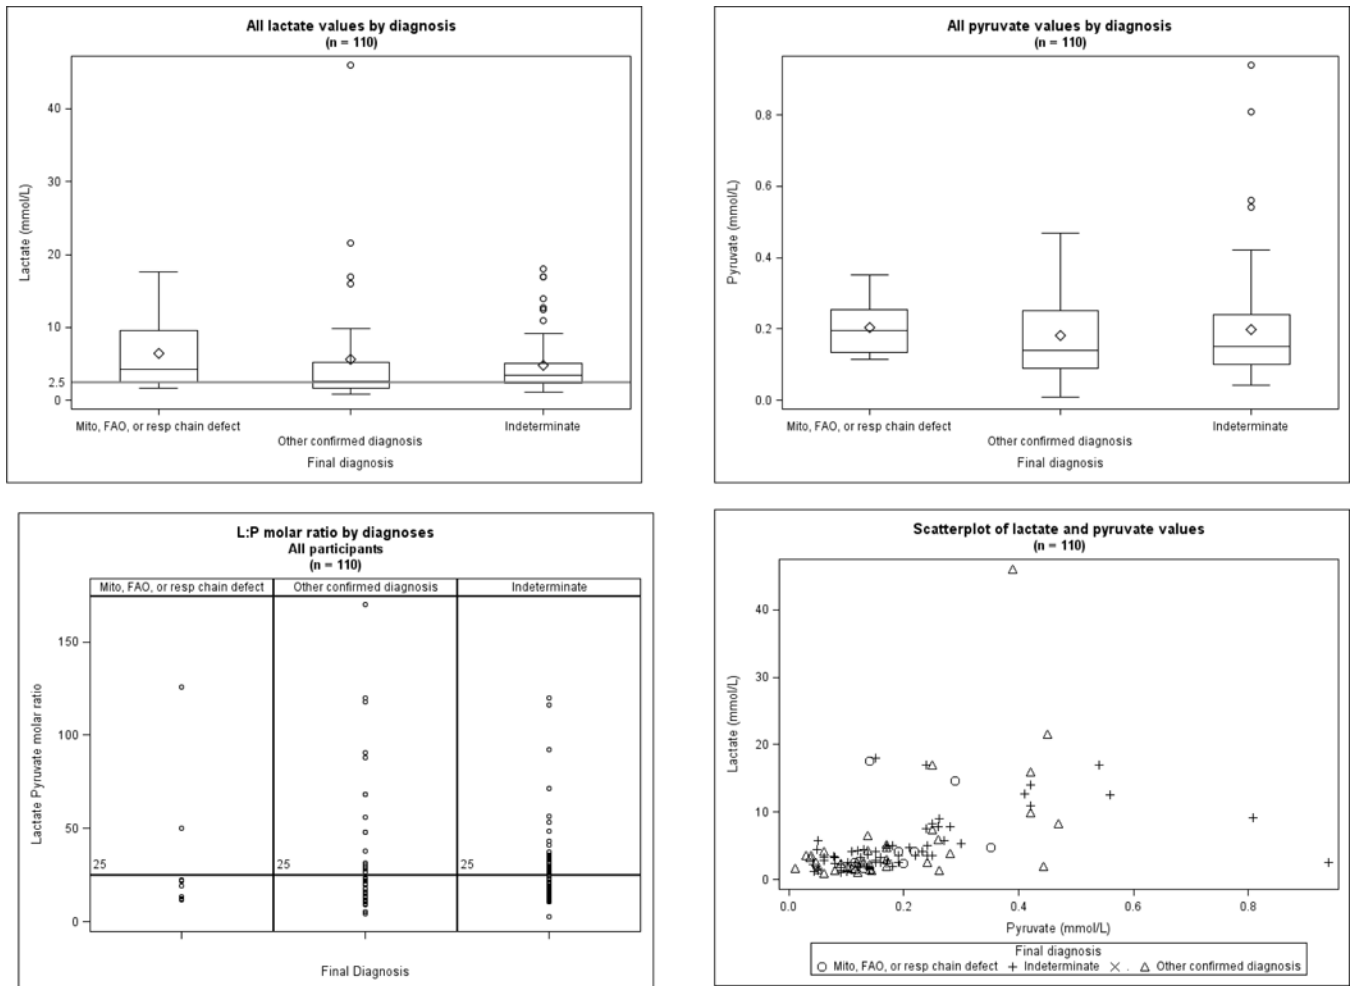 All lactate values by diagnosis
(n = 110)
Lactate (mmol/L)
40
30
20
10
2.5
0
Mito, FAO, or resp chain defect
Other confirmed diagnosis
Indeterminate
Final diagnosis
All pyruvate values by diagnosis
(n = 110)
Pyruvate (mmol/L)
0.8
0.6
0.4
0.2
0.0
Mito, FAO, or resp chain defect
Other confirmed diagnosis
Indeterminate
Final diagnosis
L:P molar ratio by diagnoses
All participants
(n = 110)
Mito, FAO, or resp chain defect
Other confirmed diagnosis
Indeterminate
Lactate Pyruvate molar ratio
150
100
50
0
25
25
25
Final Diagnosis
Scatterplot of lactate and pyruvate values
(n = 110)
Lactate (mmol/L)
40
30
20
10
0
0.0 0.2 0.4 0.6 0.8
Pyruvate (mmol/L)
Final diagnosis
Mito, FAO, or resp chain defect Indeterminate . Other confirmed diagnosis